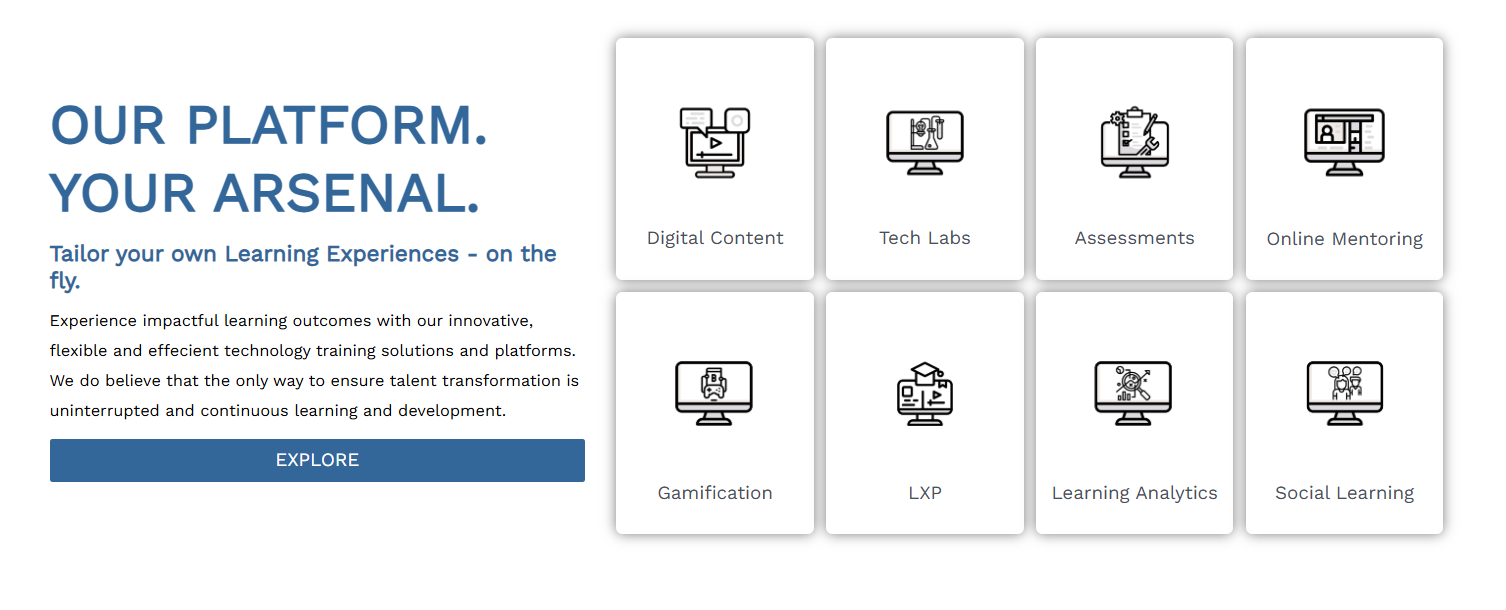 OUR PLATFORM.
YOUR ARSENAL.
Tailor your own Learning Experiences - on the
fly.
Experience impactful learning outcomes with our innovative,
flexible and effecient technology training solutions and platforms.
We do believe that the only way to ensure talent transformation is
uninterrupted and continuous learning and development.
EXPLORE
Digital Content
Tech Labs
Assessments
Online Mentoring
Gamification
LXP
Learning Analytics
Social Learning